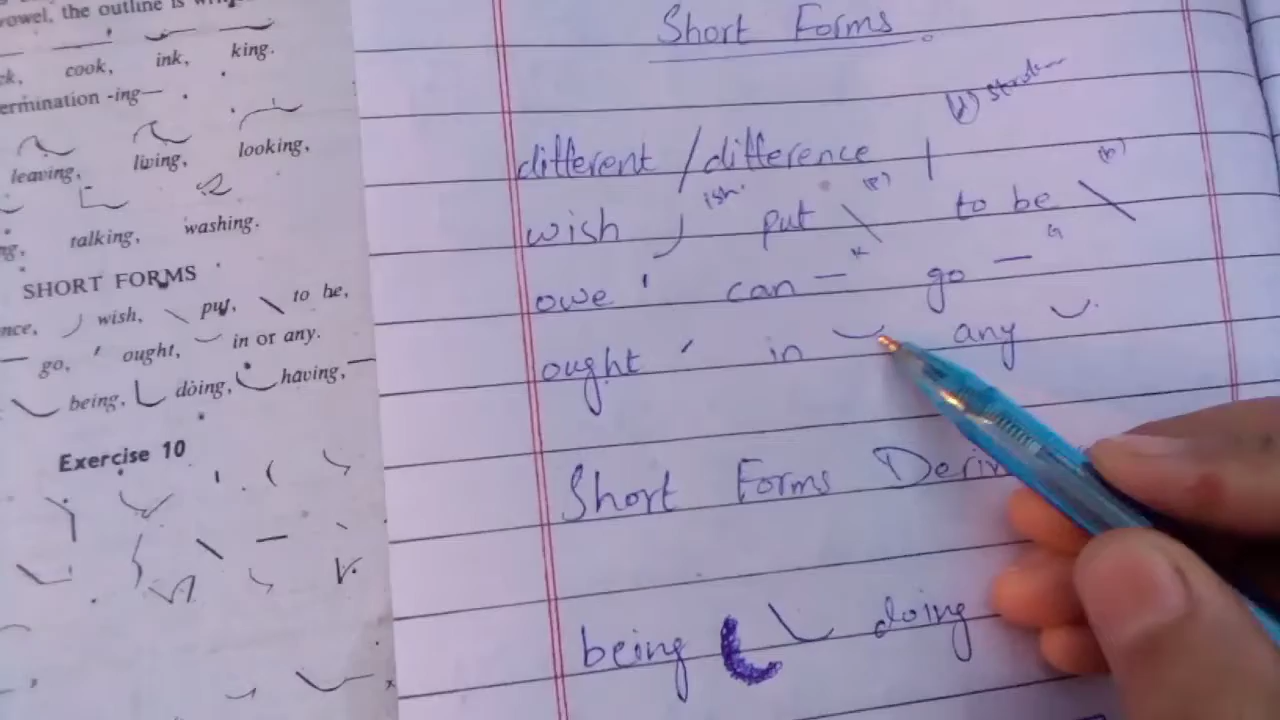 vowel, the outline is
cook, ink, king.
ermination -ing—
leaving, living, looking,
talking, washing.
SHORT FORMS
nce, wish, put, to be,
go, ought, in or any.
being, doing, having,
Exercise 10
Short Forms
different / difference
wish ish. put (P) to be (b)
owe can K go G
ought in any
Short Forms Deriv
being doing